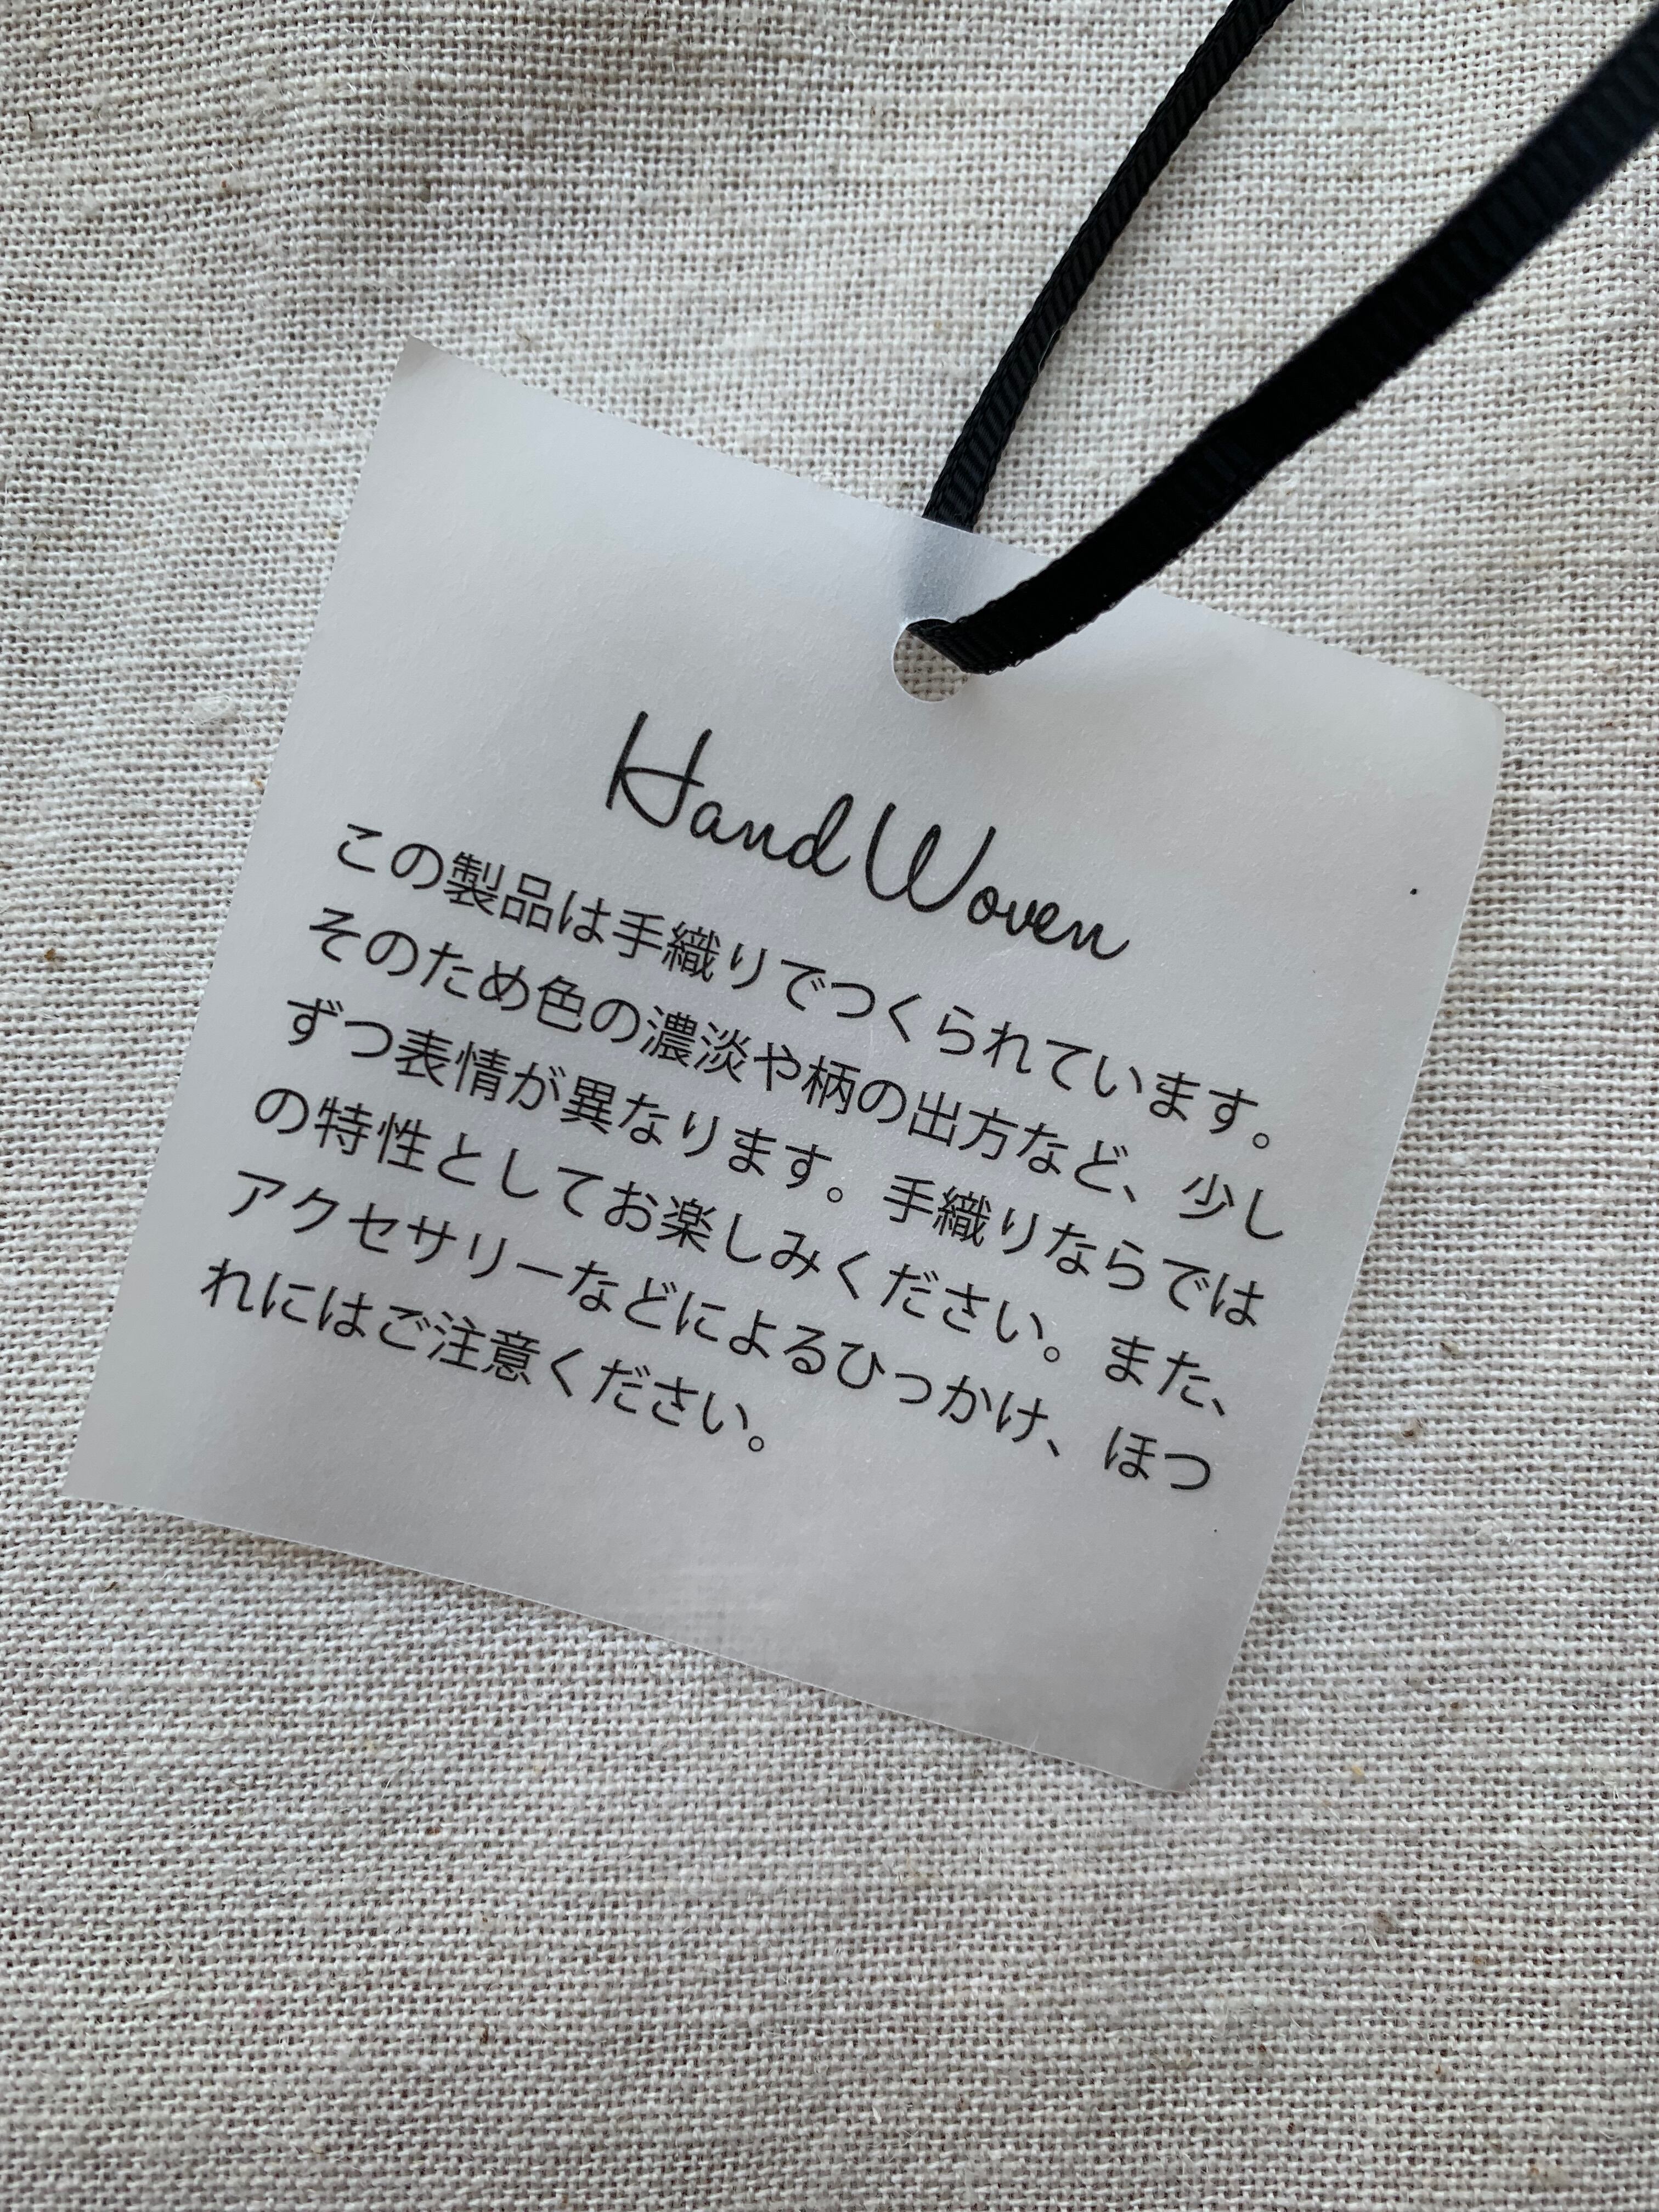 Hand Woven
この製品は手織りでつくられています。
そのため色の濃淡や柄の出方など、少し
ずつ表情が異なります。手織りならでは
の特性としてお楽しみください。また、
アクセサリーなどによるひっかけ、ほつ
れにはご注意ください。